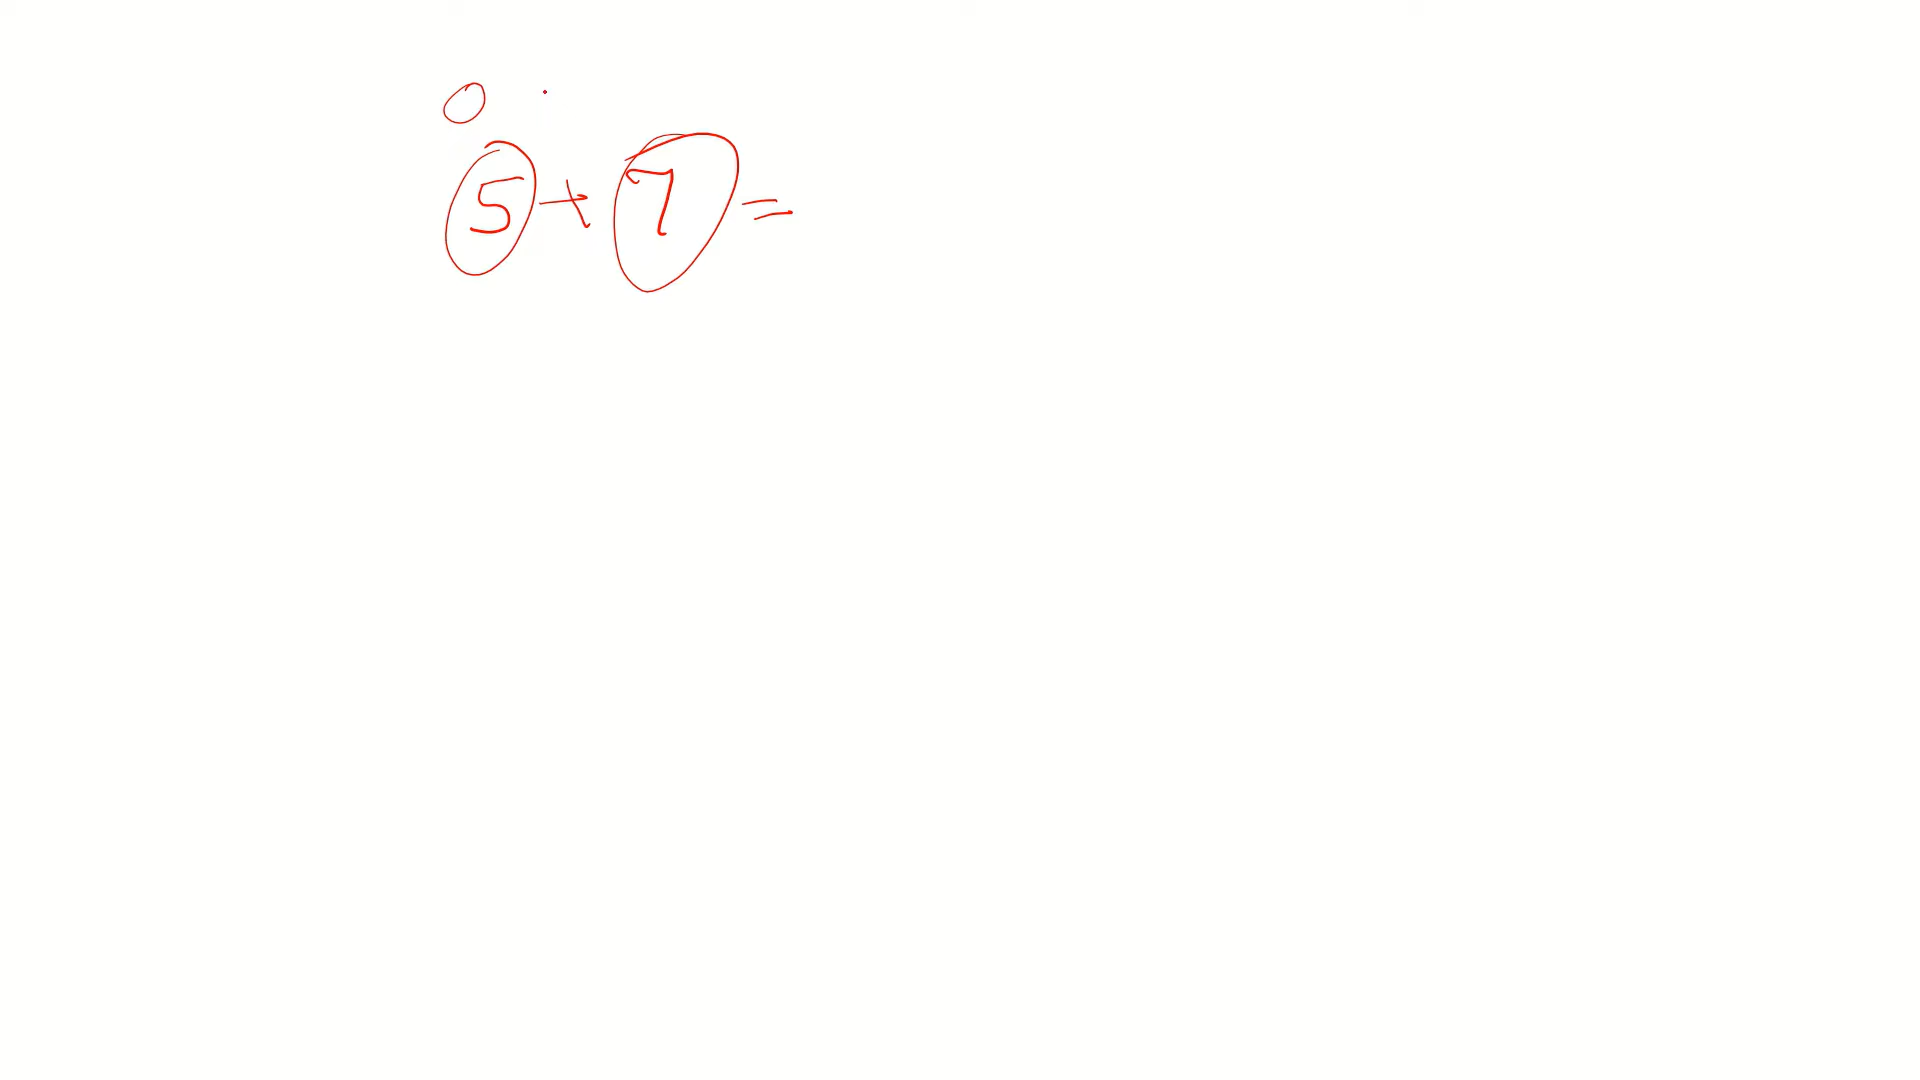 5 + 7 =